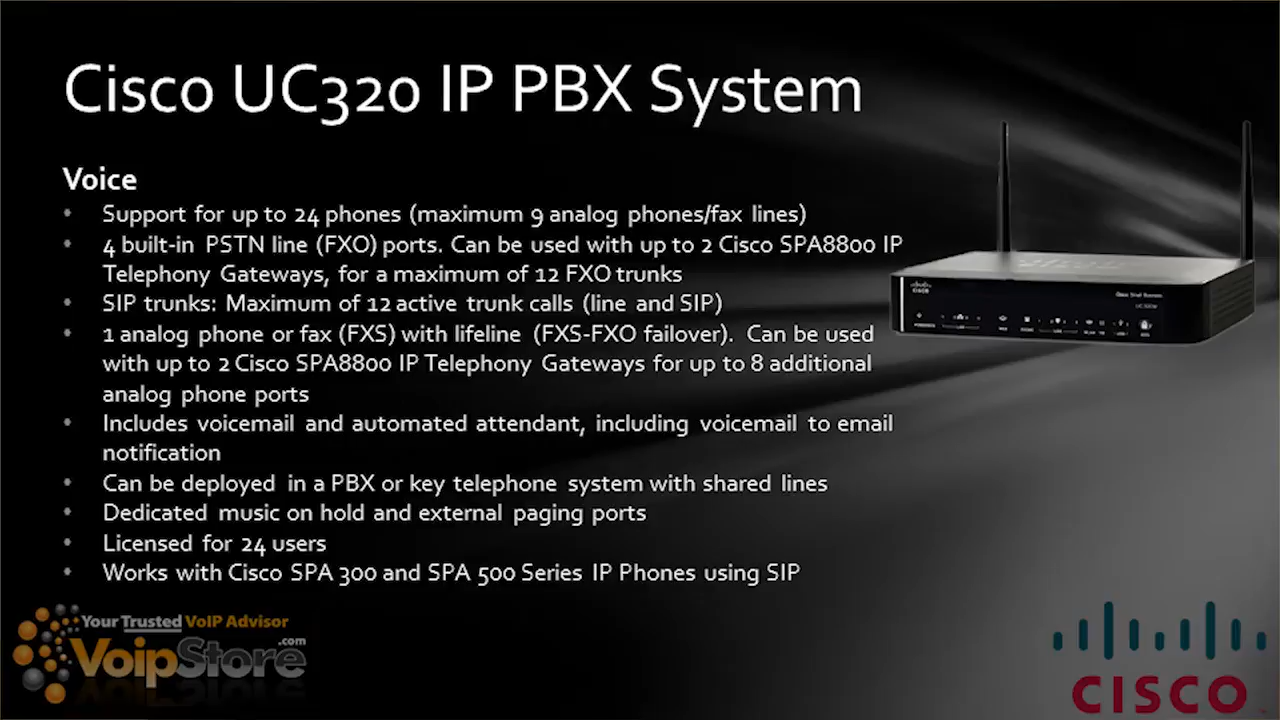 Cisco UC320 IP PBX System
Voice
• Support for up to 24 phones (maximum 9 analog phones/fax lines)
• 4 built-in PSTN line (FXO) ports. Can be used with up to 2 Cisco SPA8800 IP
Telephony Gateways, for a maximum of 12 FXO trunks
• SIP trunks: Maximum of 12 active trunk calls (line and SIP)
• 1 analog phone or fax (FXS) with lifeline (FXS-FXO failover). Can be used
with up to 2 Cisco SPA8800 IP Telephony Gateways for up to 8 additional
analog phone ports
• Includes voicemail and automated attendant, including voicemail to email
notification
• Can be deployed in a PBX or key telephone system with shared lines
• Dedicated music on hold and external paging ports
• Licensed for 24 users
• Works with Cisco SPA 300 and SPA 500 Series IP Phones using SIP
CISCO
Your Trusted VoIP Advisor
VoipStore.com
CISCO